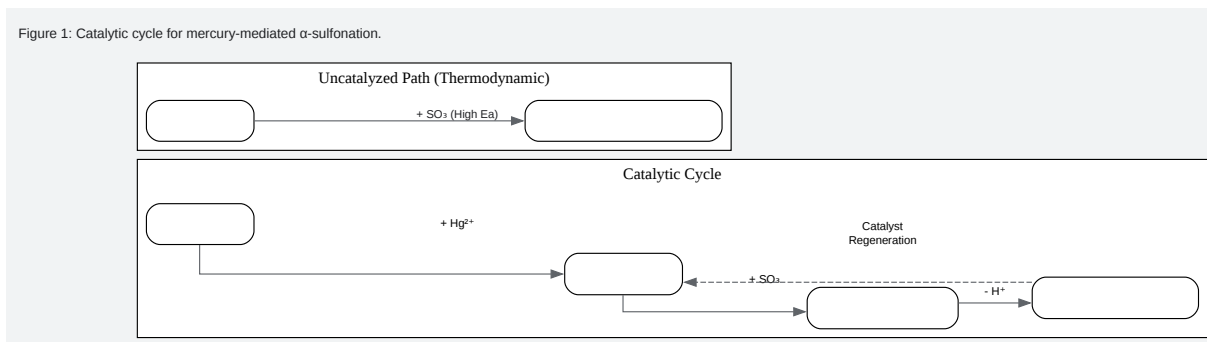 Figure 1: Catalytic cycle for mercury-mediated α-sulfonation.
Uncatalyzed Path (Thermodynamic)
+ SO₃ (High Ea)
Catalytic Cycle
+ Hg²⁺
Catalyst
Regeneration
+ SO₃
- H⁺